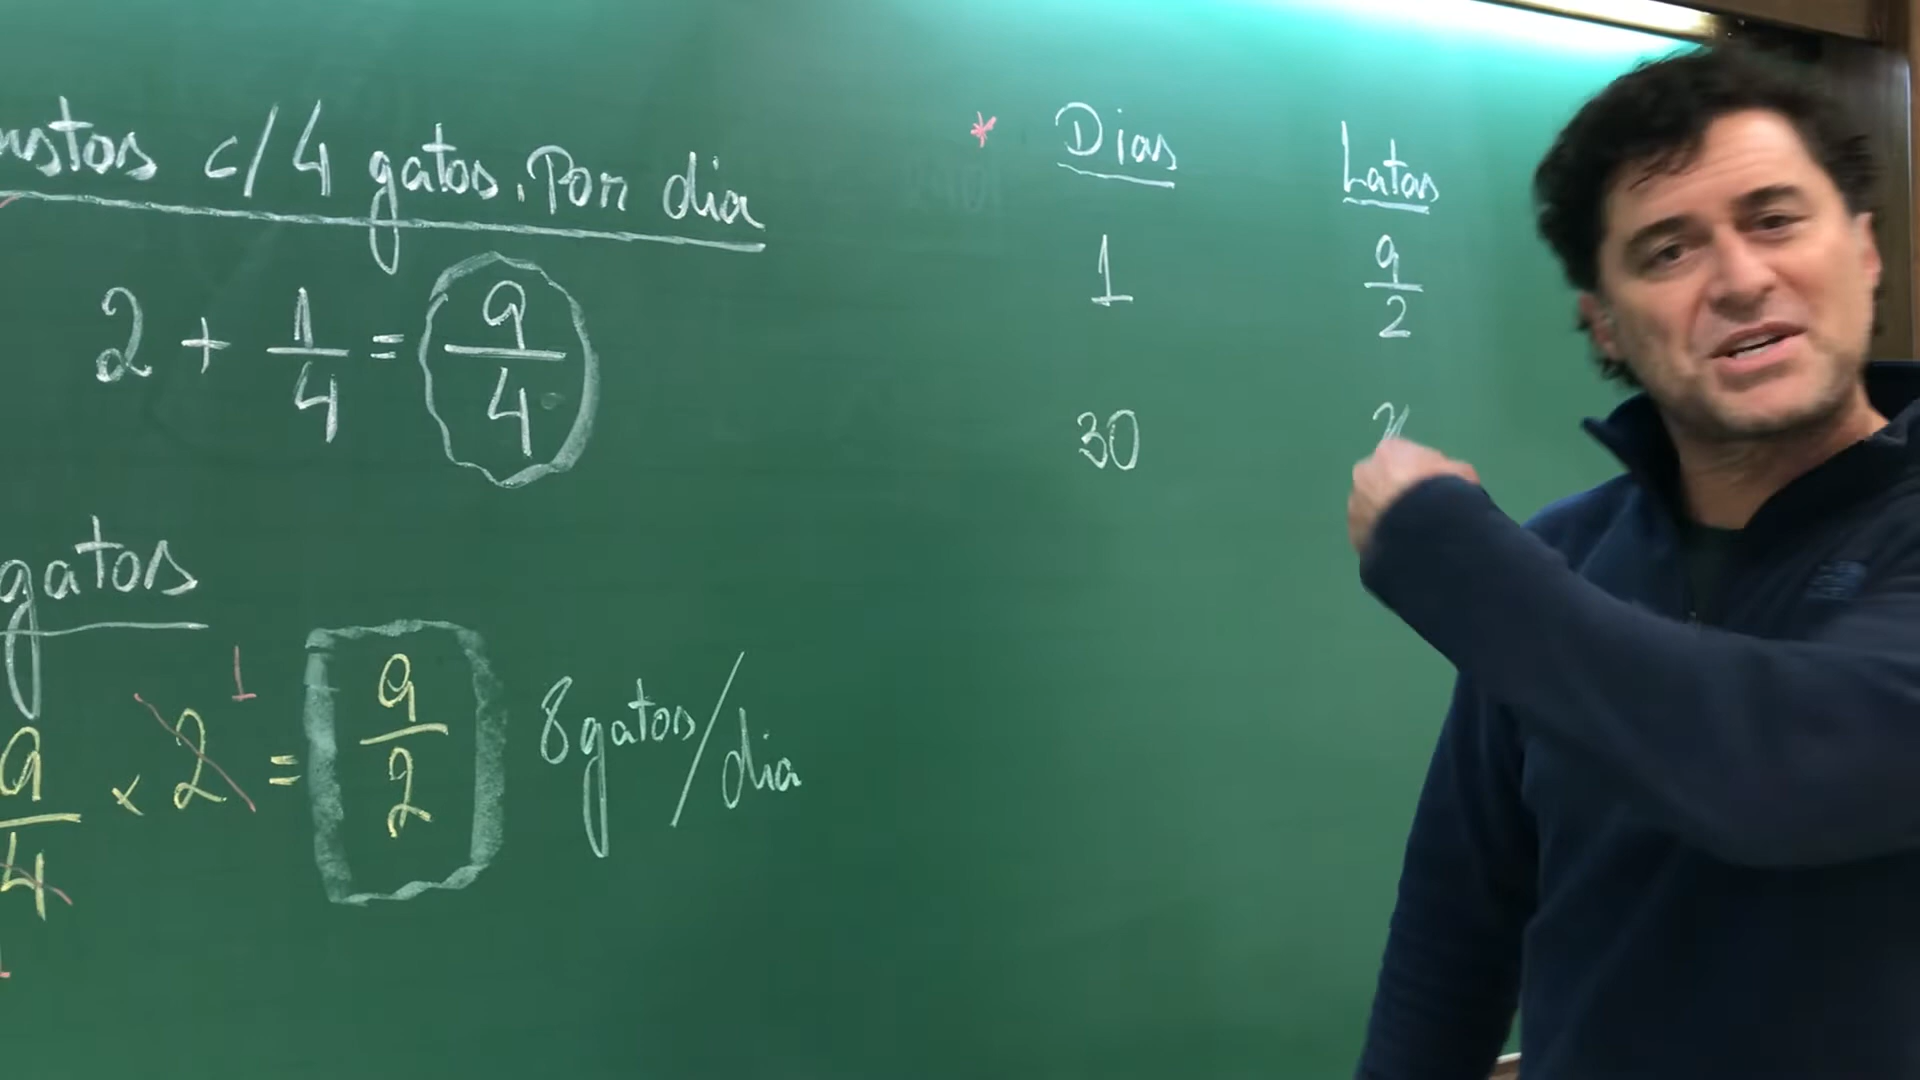 c/4 gatos. Por dia
2 + 1/4 = 9/4
gatos
9/4 × 2 1 = 9/2 8 gatos/dia
* Dias Latas
1 9/2
30 x